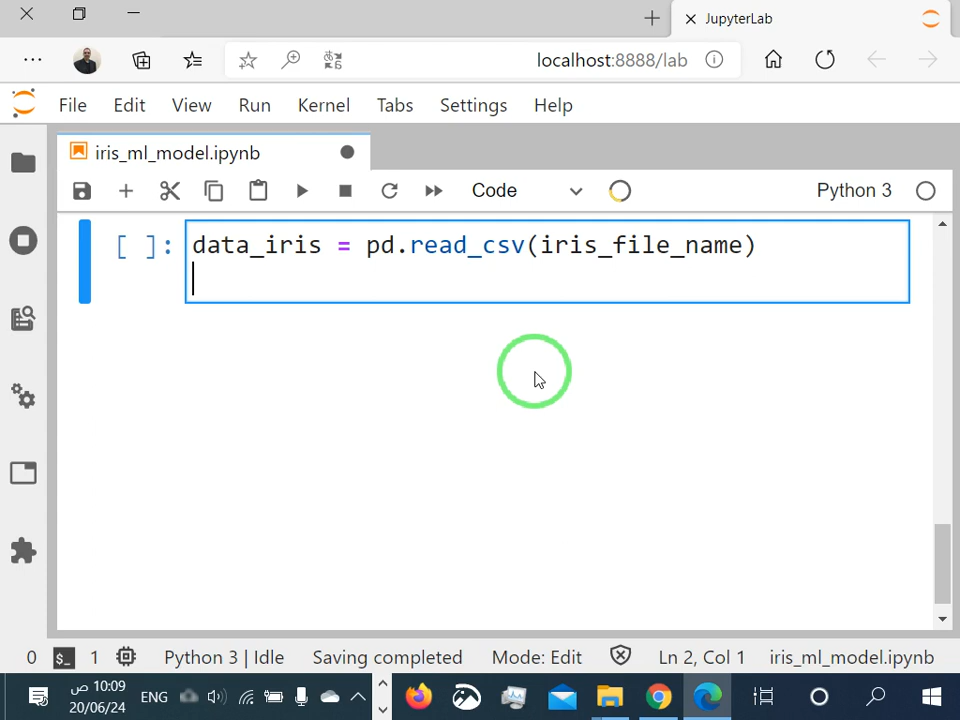 JupyterLab
localhost:8888/lab
File Edit View Run Kernel Tabs Settings Help
iris_ml_model.ipynb
Code Python 3
[ ]: data_iris = pd.read_csv(iris_file_name)
0 $_ 1 Python 3 | Idle Saving completed Mode: Edit Ln 2, Col 1 iris_ml_model.ipynb
10:09 ص ENG
20/06/24